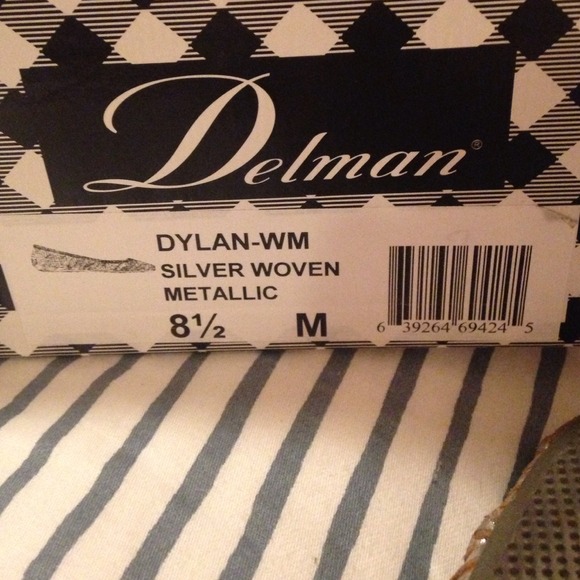 Delman®
DYLAN-WM
SILVER WOVEN
METALLIC
8½ M
6 39264 69424 5